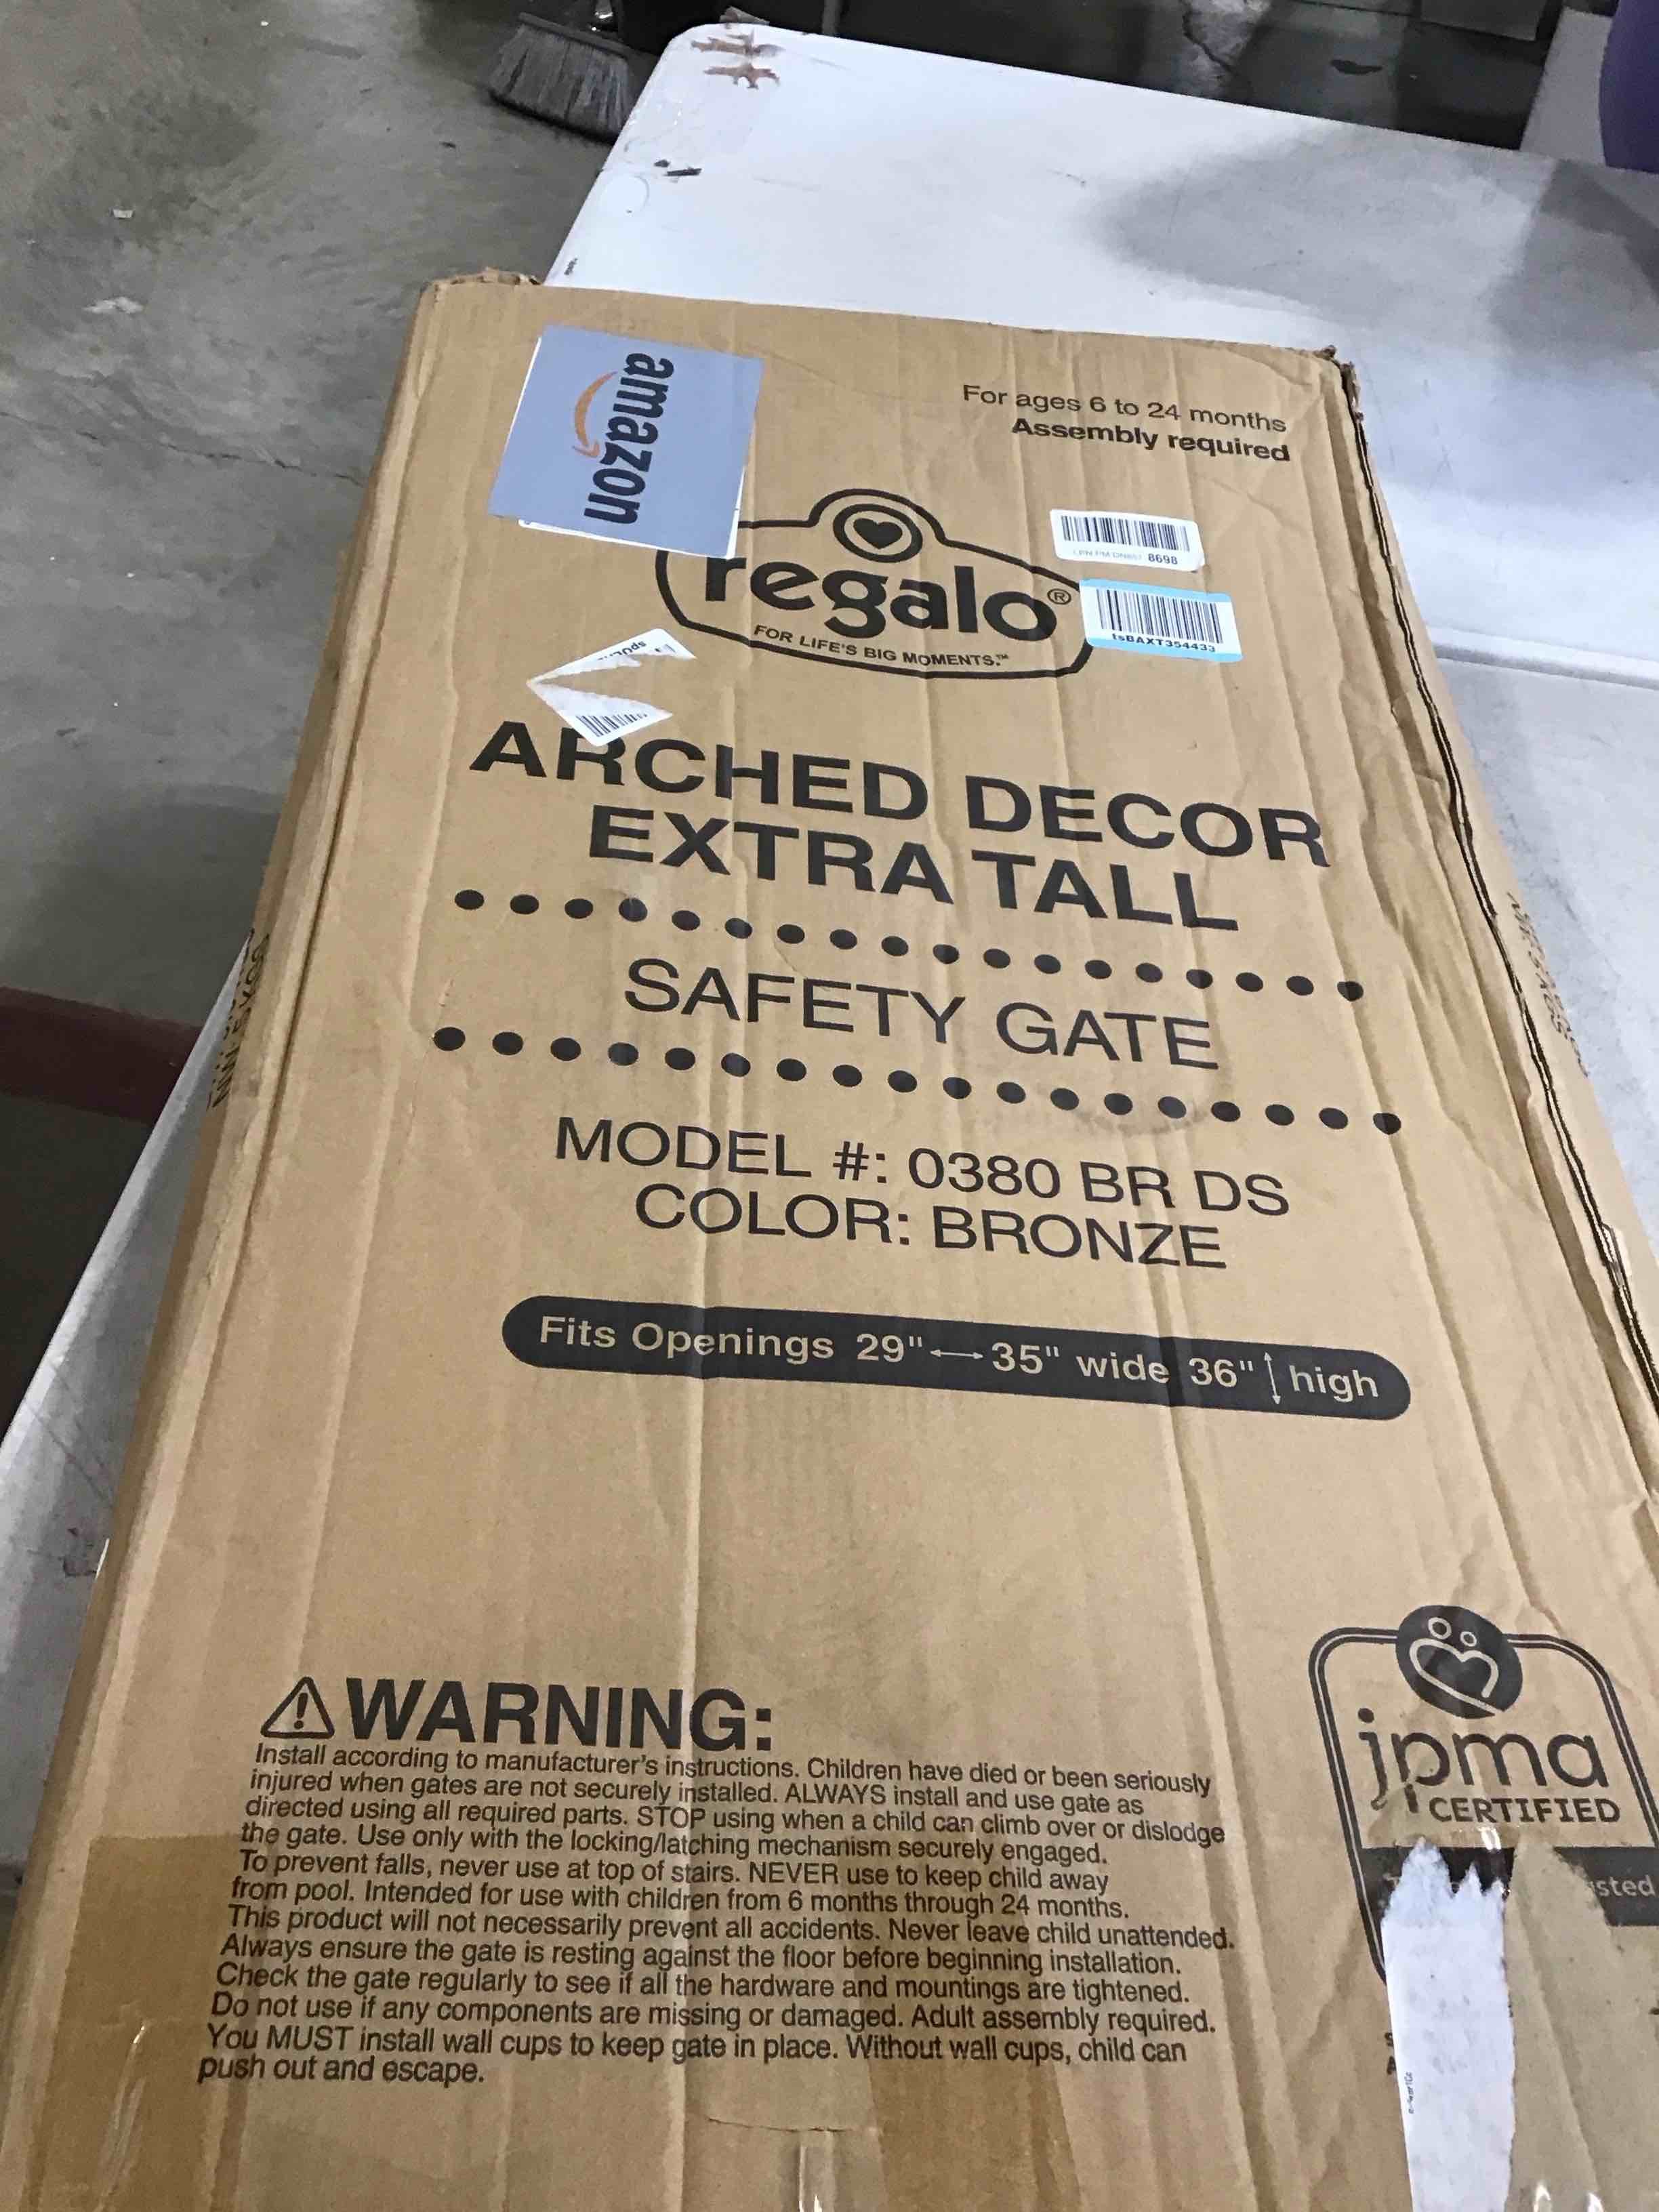 amazon
For ages 6 to 24 months
Assembly required
8698
tsBAXT354433
regalo®
FOR LIFE'S BIG MOMENTS.™
ARCHED DECOR
EXTRA TALL
SAFETY GATE
MODEL #: 0380 BR DS
COLOR: BRONZE
Fits Openings 29" ↔ 35" wide 36" ↕ high
⚠WARNING:
Install according to manufacturer's instructions. Children have died or been seriously
injured when gates are not securely installed. ALWAYS install and use gate as
directed using all required parts. STOP using when a child can climb over or dislodge
the gate. Use only with the locking/latching mechanism securely engaged.
To prevent falls, never use at top of stairs. NEVER use to keep child away
from pool. Intended for use with children from 6 months through 24 months.
This product will not necessarily prevent all accidents. Never leave child unattended.
Always ensure the gate is resting against the floor before beginning installation.
Check the gate regularly to see if all the hardware and mountings are tightened.
Do not use if any components are missing or damaged. Adult assembly required.
You MUST install wall cups to keep gate in place. Without wall cups, child can
push out and escape.
jpma
CERTIFIED